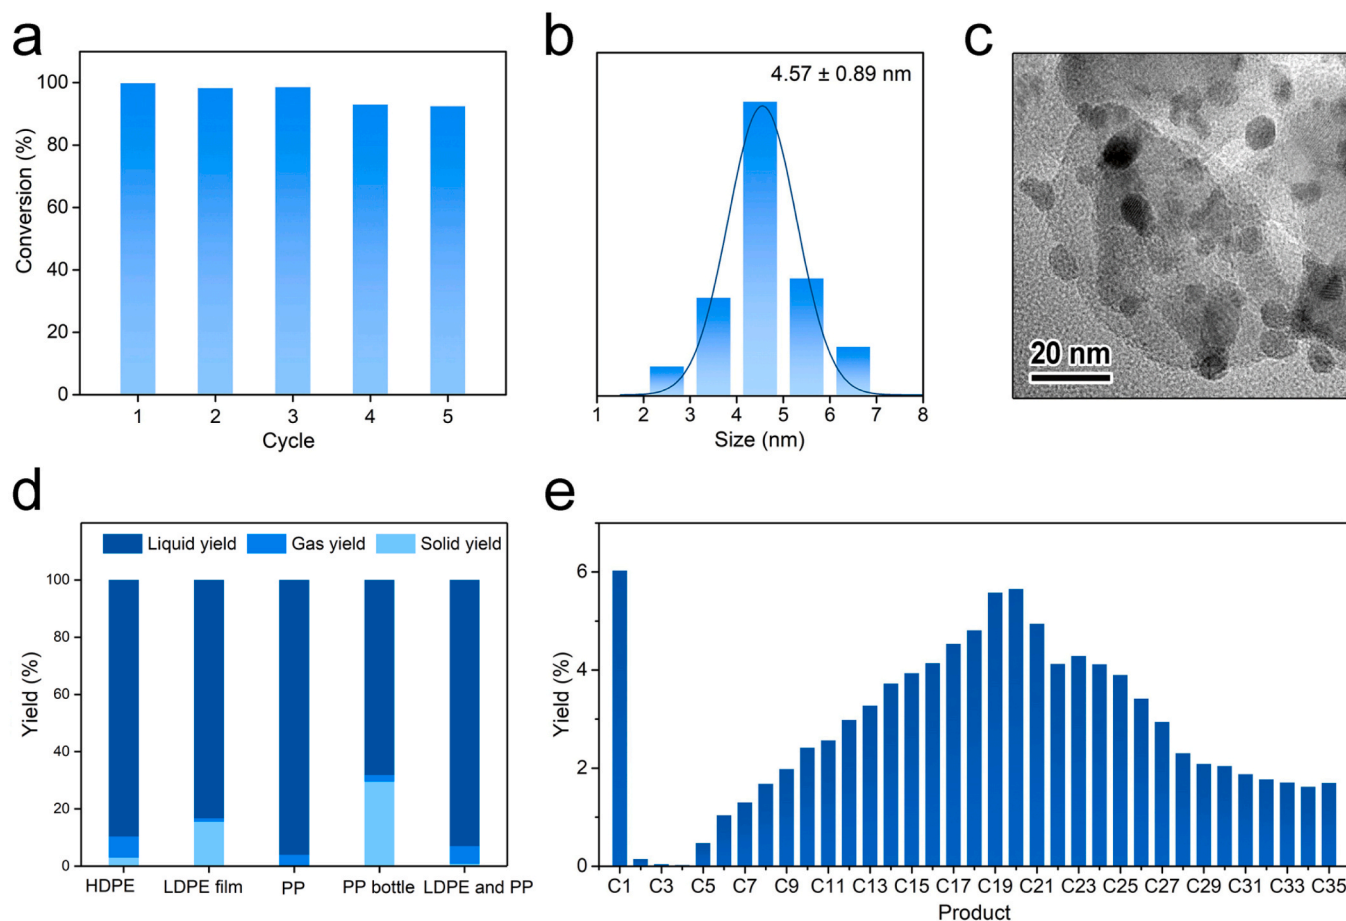 a
100
80
60
40
20
0
Conversion (%)
1 2 3 4 5
Cycle
b
4.57 ± 0.89 nm
1 2 3 4 5 6 7 8
Size (nm)
c
20 nm
d
Liquid yield Gas yield Solid yield
100
80
60
40
20
0
Yield (%)
HDPE LDPE film PP PP bottle LDPE and PP
e
6
4
2
0
Yield (%)
C1 C3 C5 C7 C9 C11 C13 C15 C17 C19 C21 C23 C25 C27 C29 C31 C33 C35
Product